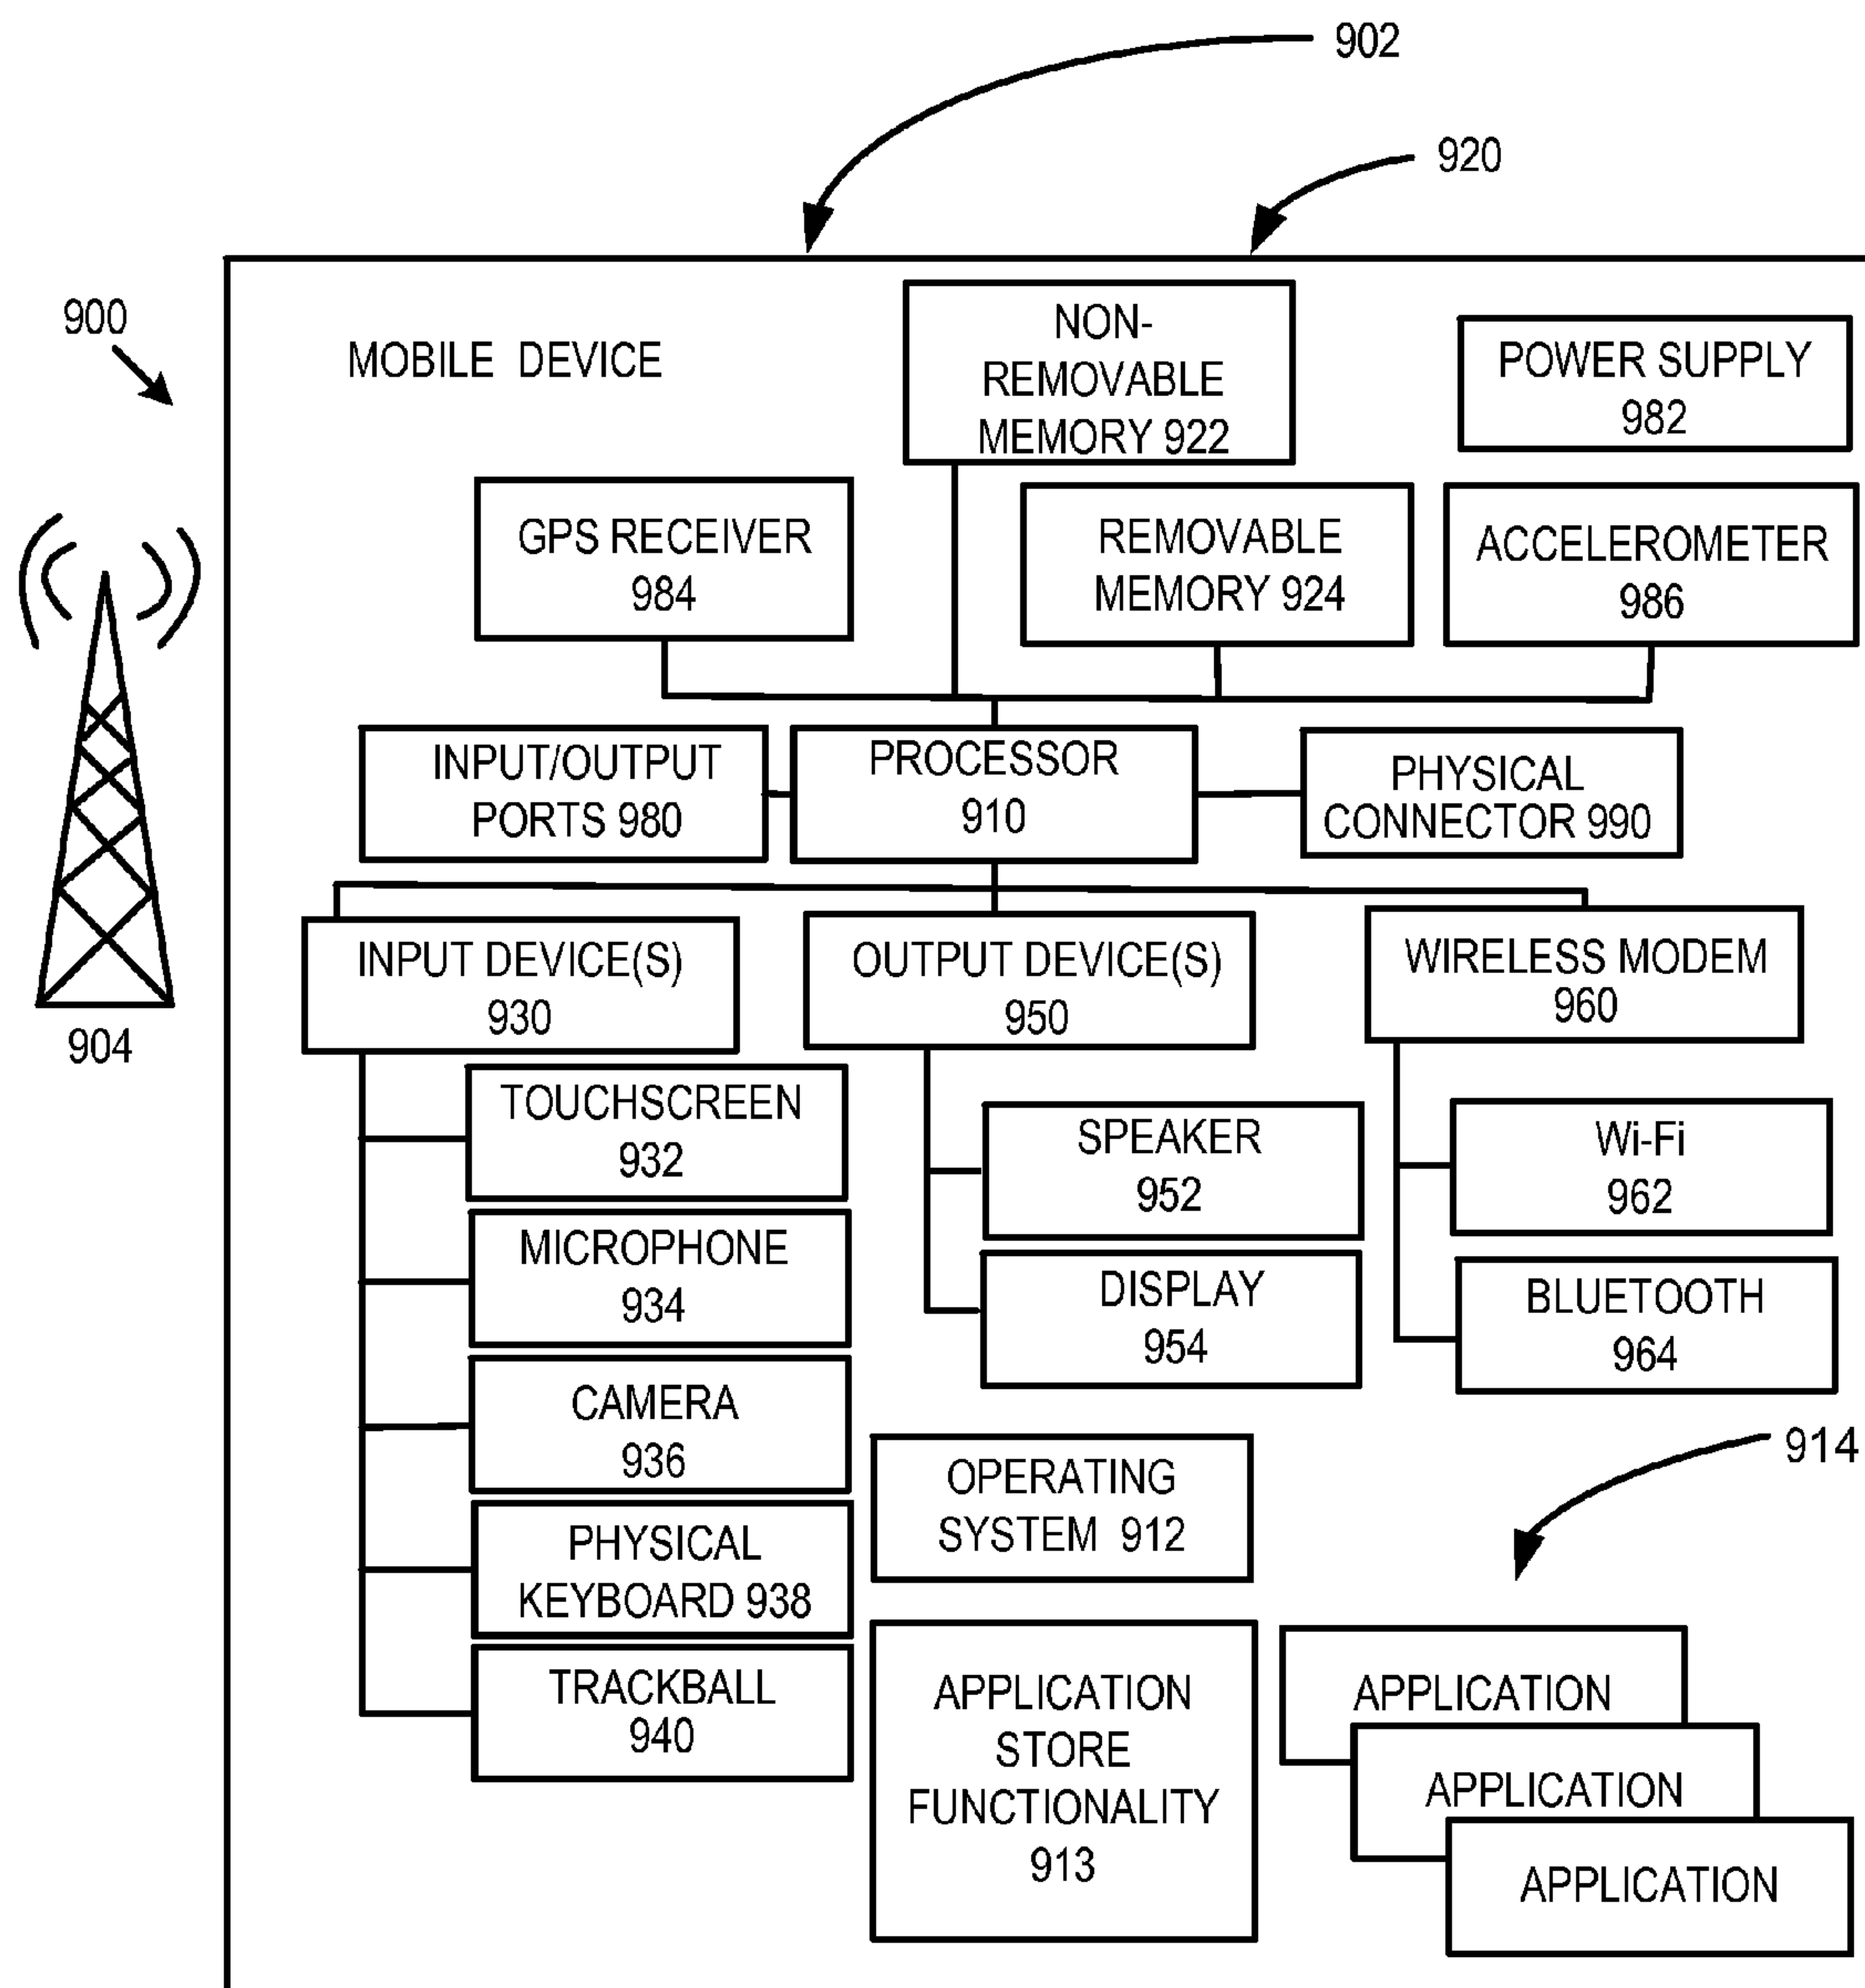 902
920
900
MOBILE DEVICE
NON-
REMOVABLE
MEMORY 922
POWER SUPPLY
982
GPS RECEIVER
984
REMOVABLE
MEMORY 924
ACCELEROMETER
986
INPUT/OUTPUT
PORTS 980
PROCESSOR
910
PHYSICAL
CONNECTOR 990
INPUT DEVICE(S)
930
OUTPUT DEVICE(S)
950
WIRELESS MODEM
960
904
TOUCHSCREEN
932
MICROPHONE
934
CAMERA
936
PHYSICAL
KEYBOARD 938
TRACKBALL
940
SPEAKER
952
DISPLAY
954
Wi-Fi
962
BLUETOOTH
964
OPERATING
SYSTEM 912
914
APPLICATION
STORE
FUNCTIONALITY
913
APPLICATION
APPLICATION
APPLICATION